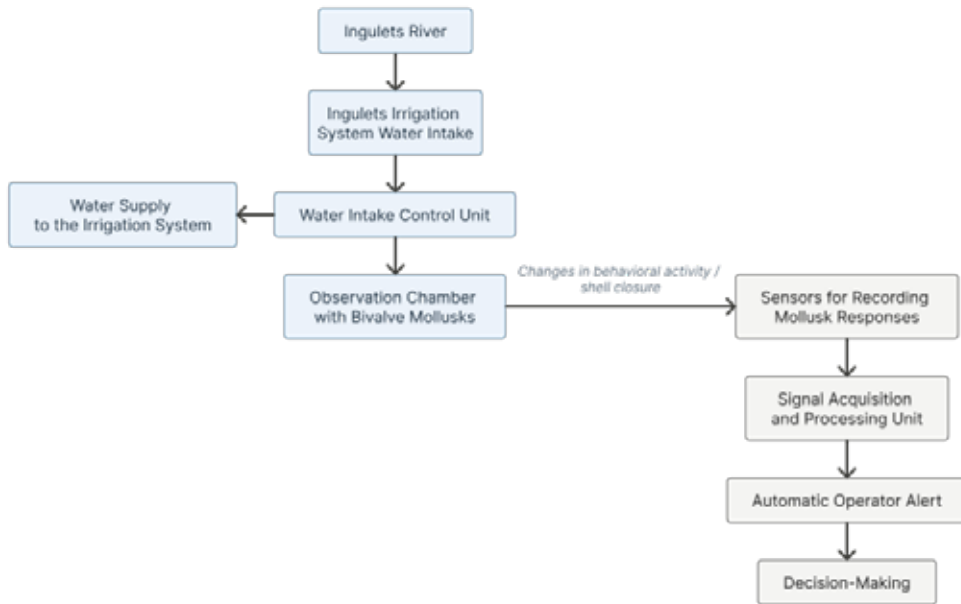 Ingulets River
Ingulets Irrigation
System Water Intake
Water Supply
to the Irrigation System
Water Intake Control Unit
Observation Chamber
with Bivalve Mollusks
Changes in behavioral activity /
shell closure
Sensors for Recording
Mollusk Responses
Signal Acquisition
and Processing Unit
Automatic Operator Alert
Decision-Making